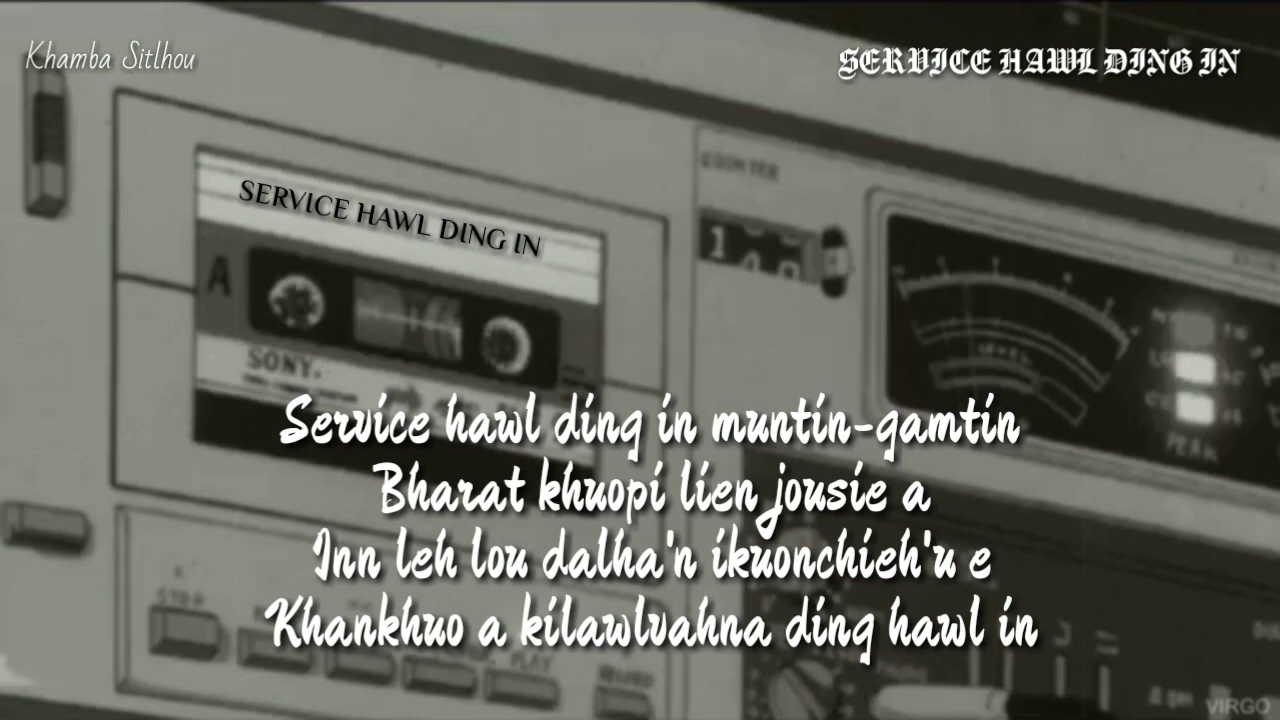 Khamba Sitlhou
SERVICE HAWL DING IN
SERVICE HAWL DING IN
A
SONY
COUNTER
LEVEL
PEAK
Service hawl ding in muntin-gamtin
Bharat khuopi lien jousie a
Inn leh lou dalha'n ikuonchieh'u e
Khankhuo a kilawlvahna ding hawl in
STOP
PLAY
VIRGO